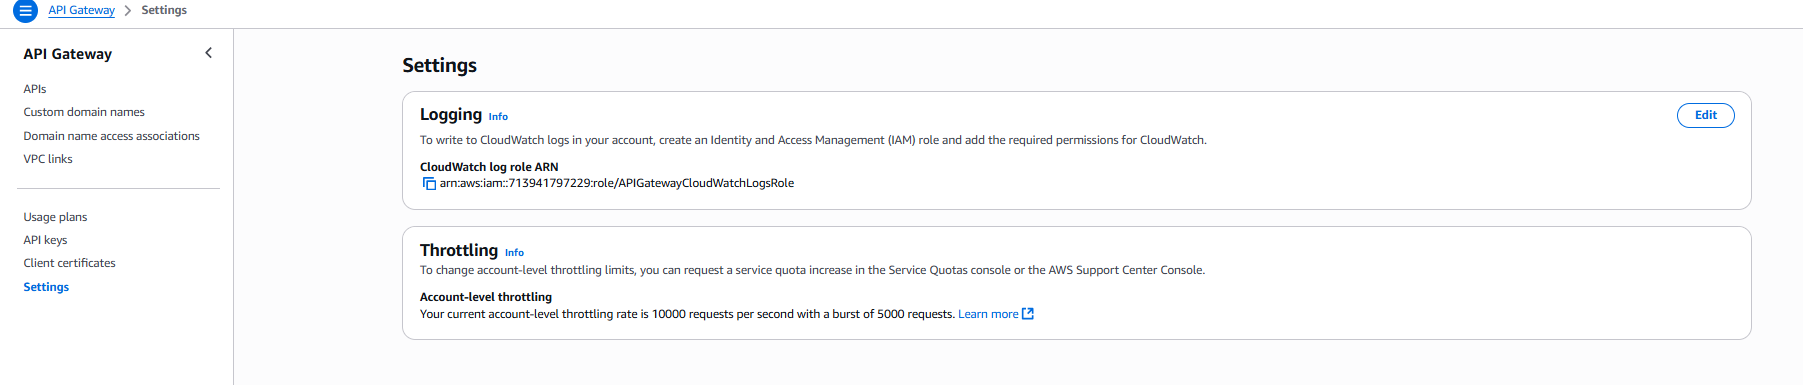 API Gateway > Settings
API Gateway
APIs
Custom domain names
Domain name access associations
VPC links
Usage plans
API keys
Client certificates
Settings
Settings
Logging Info
Edit
To write to CloudWatch logs in your account, create an Identity and Access Management (IAM) role and add the required permissions for CloudWatch.
CloudWatch log role ARN
arn:aws:iam::713941797229:role/APIGatewayCloudWatchLogsRole
Throttling Info
To change account-level throttling limits, you can request a service quota increase in the Service Quotas console or the AWS Support Center Console.
Account-level throttling
Your current account-level throttling rate is 10000 requests per second with a burst of 5000 requests. Learn more